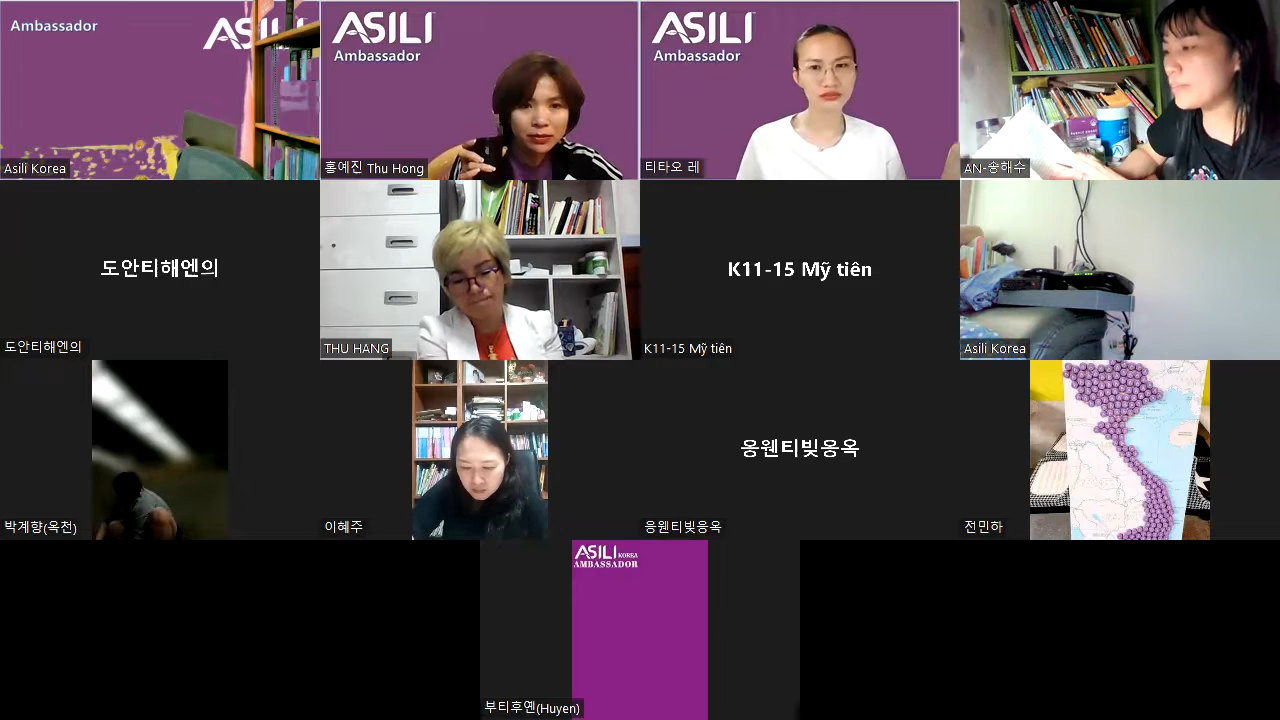 Ambassador
ASILI
Asili Korea
ASILI
Ambassador
홍예진 Thu Hong
ASILI
Ambassador
티타오 레
AN-송해수
도안티해엔의
도안티해엔의
THU HANG
K11-15 Mỹ tiên
K11-15 Mỹ tiên
Asili Korea
박계향(옥전)
이혜주
응웬티빛응옥
응웬티빛응옥
전민하
ASILI KOREA
AMBASSADOR
부티후옌(Huyen)